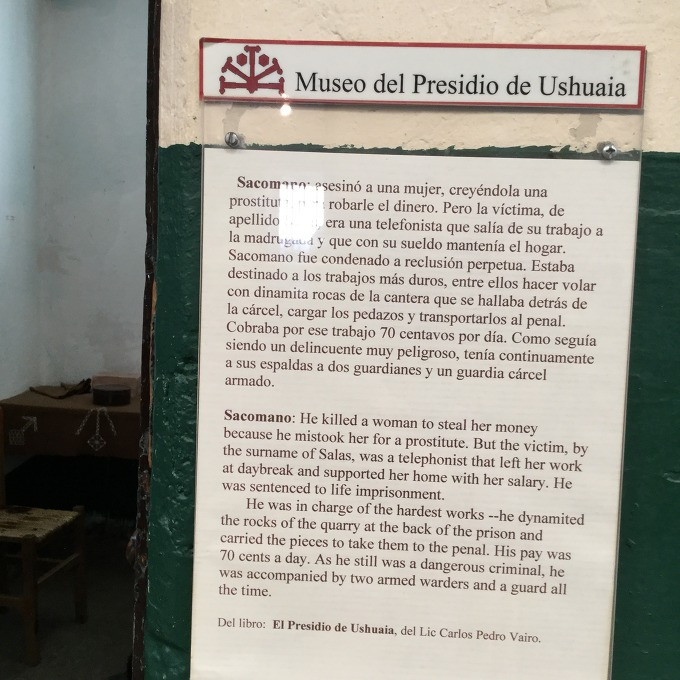 Museo del Presidio de Ushuaia
Sacomano: asesinó a una mujer, creyéndola una
prostituta, robarle el dinero. Pero la víctima, de
apellido era una telefonista que salía de su trabajo a
la madrugada y que con su sueldo mantenía el hogar.
Sacomano fue condenado a reclusión perpetua. Estaba
destinado a los trabajos más duros, entre ellos hacer volar
con dinamita rocas de la cantera que se hallaba detrás de
la cárcel, cargar los pedazos y transportarlos al penal.
Cobraba por ese trabajo 70 centavos por día. Como seguía
siendo un delincuente muy peligroso, tenía continuamente
a sus espaldas a dos guardianes y un guardia cárcel
armado.
Sacomano: He killed a woman to steal her money
because he mistook her for a prostitute. But the victim, by
the surname of Salas, was a telephonist that left her work
at daybreak and supported her home with her salary. He
was sentenced to life imprisonment.
He was in charge of the hardest works --he dynamited
the rocks of the quarry at the back of the prison and
carried the pieces to take them to the penal. His pay was
70 cents a day. As he still was a dangerous criminal, he
was accompanied by two armed warders and a guard all
the time.
Del libro: El Presidio de Ushuaia, del Lic Carlos Pedro Vairo.